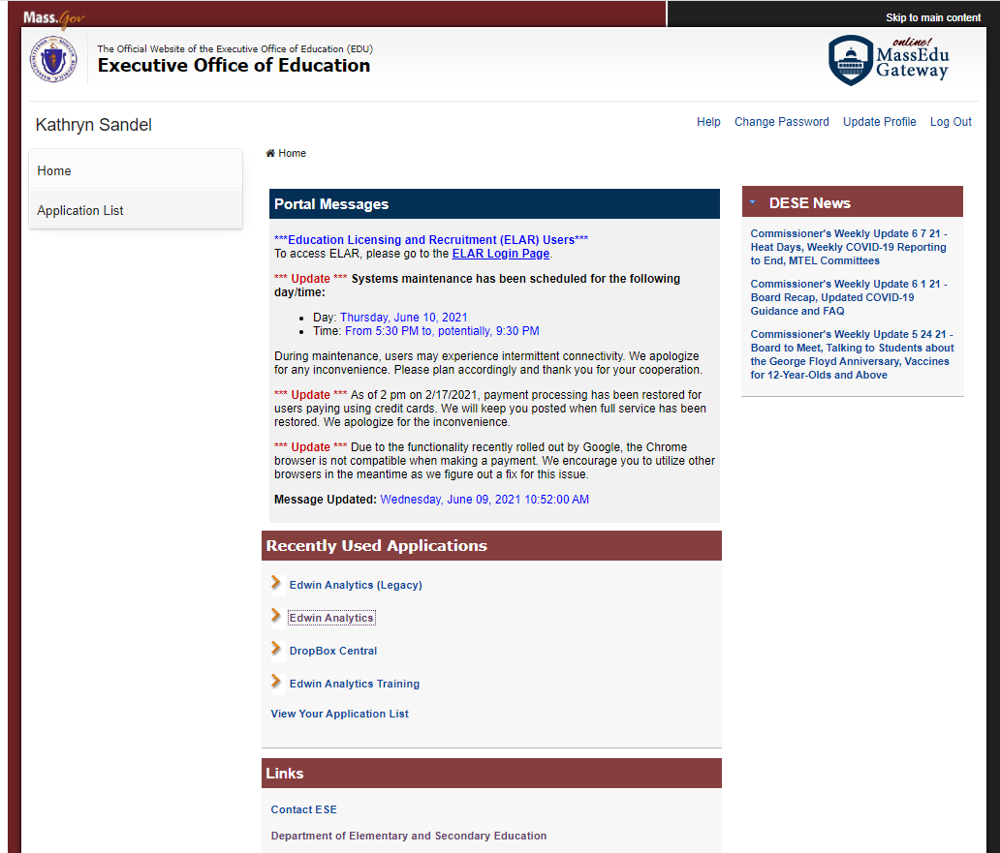 Mass.Gov
Skip to main content
The Official Website of the Executive Office of Education (EDU)
Executive Office of Education
online!
MassEdu
Gateway
Kathryn Sandel
Help Change Password Update Profile Log Out
Home
Application List
Home
Portal Messages
***Education Licensing and Recruitment (ELAR) Users***
To access ELAR, please go to the ELAR Login Page.
*** Update *** Systems maintenance has been scheduled for the following
day/time:
• Day: Thursday, June 10, 2021
• Time: From 5:30 PM to, potentially, 9:30 PM
During maintenance, users may experience intermittent connectivity. We apologize
for any inconvenience. Please plan accordingly and thank you for your cooperation.
*** Update *** As of 2 pm on 2/17/2021, payment processing has been restored for
users paying using credit cards. We will keep you posted when full service has been
restored. We apologize for the inconvenience.
*** Update *** Due to the functionality recently rolled out by Google, the Chrome
browser is not compatible when making a payment. We encourage you to utilize other
browsers in the meantime as we figure out a fix for this issue.
Message Updated: Wednesday, June 09, 2021 10:52:00 AM
DESE News
Commissioner's Weekly Update 6 7 21 -
Heat Days, Weekly COVID-19 Reporting
to End, MTEL Committees
Commissioner's Weekly Update 6 1 21 -
Board Recap, Updated COVID-19
Guidance and FAQ
Commissioner's Weekly Update 5 24 21 -
Board to Meet, Talking to Students about
the George Floyd Anniversary, Vaccines
for 12-Year-Olds and Above
Recently Used Applications
Edwin Analytics (Legacy)
Edwin Analytics
DropBox Central
Edwin Analytics Training
View Your Application List
Links
Contact ESE
Department of Elementary and Secondary Education